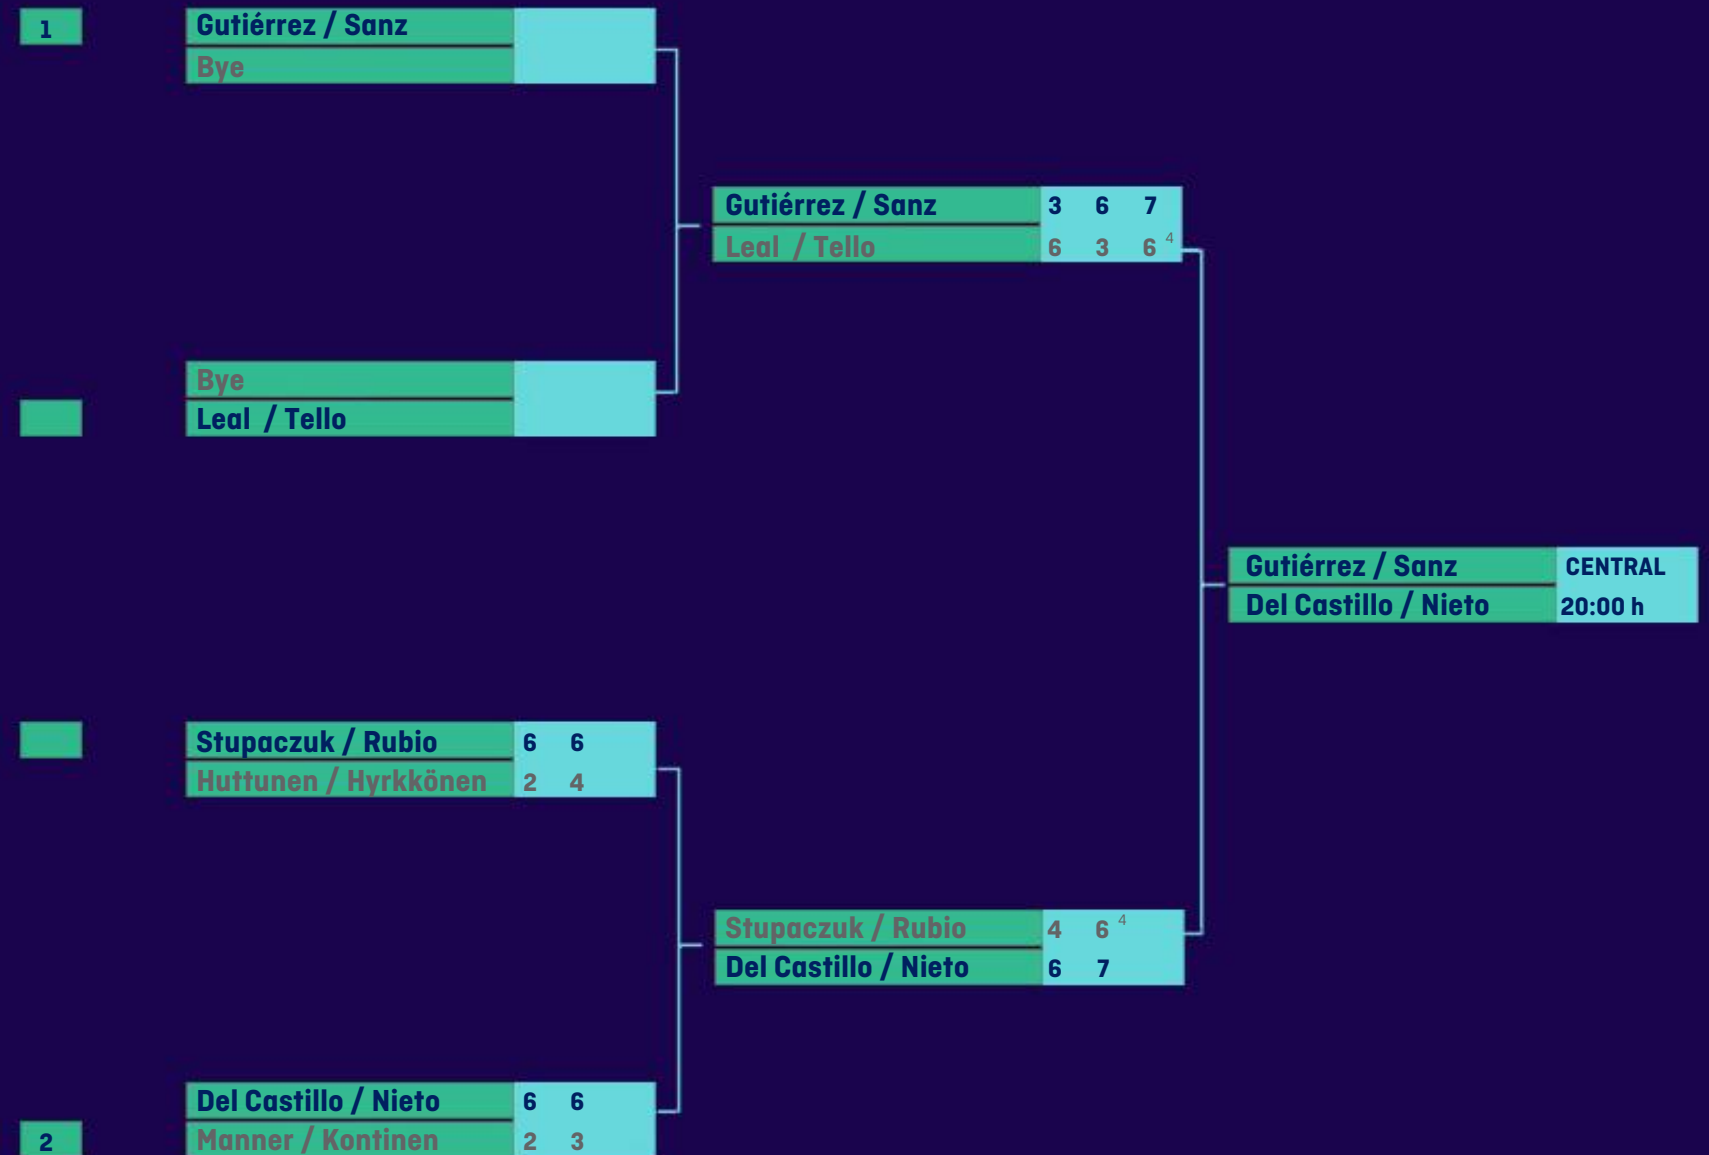 1
Gutiérrez / Sanz
Bye
Gutiérrez / Sanz 3 6 7
Leal / Tello 6 3 6 4
Bye
Leal / Tello
Gutiérrez / Sanz CENTRAL
Del Castillo / Nieto 20:00 h
Stupaczuk / Rubio 6 6
Huttunen / Hyrkkönen 2 4
Stupaczuk / Rubio 4 6 4
Del Castillo / Nieto 6 7
Del Castillo / Nieto 6 6
2 Manner / Kontinen 2 3